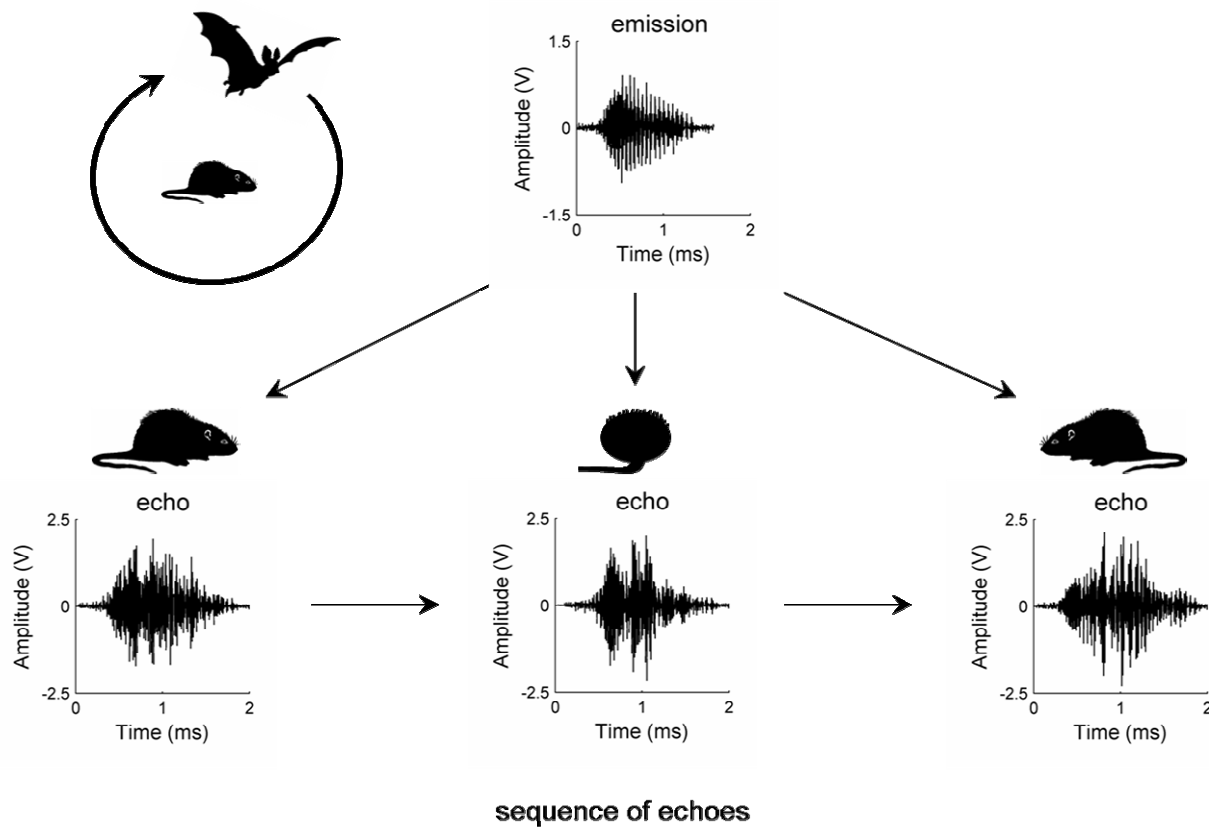 emission
1.5
0
-1.5
Amplitude (V)
0 1 2
Time (ms)
echo
2.5
0
-2.5
Amplitude (V)
0 1 2
Time (ms)
echo
2.5
0
-2.5
Amplitude (V)
0 1 2
Time (ms)
echo
2.5
0
-2.5
Amplitude (V)
0 1 2
Time (ms)
sequence of echoes